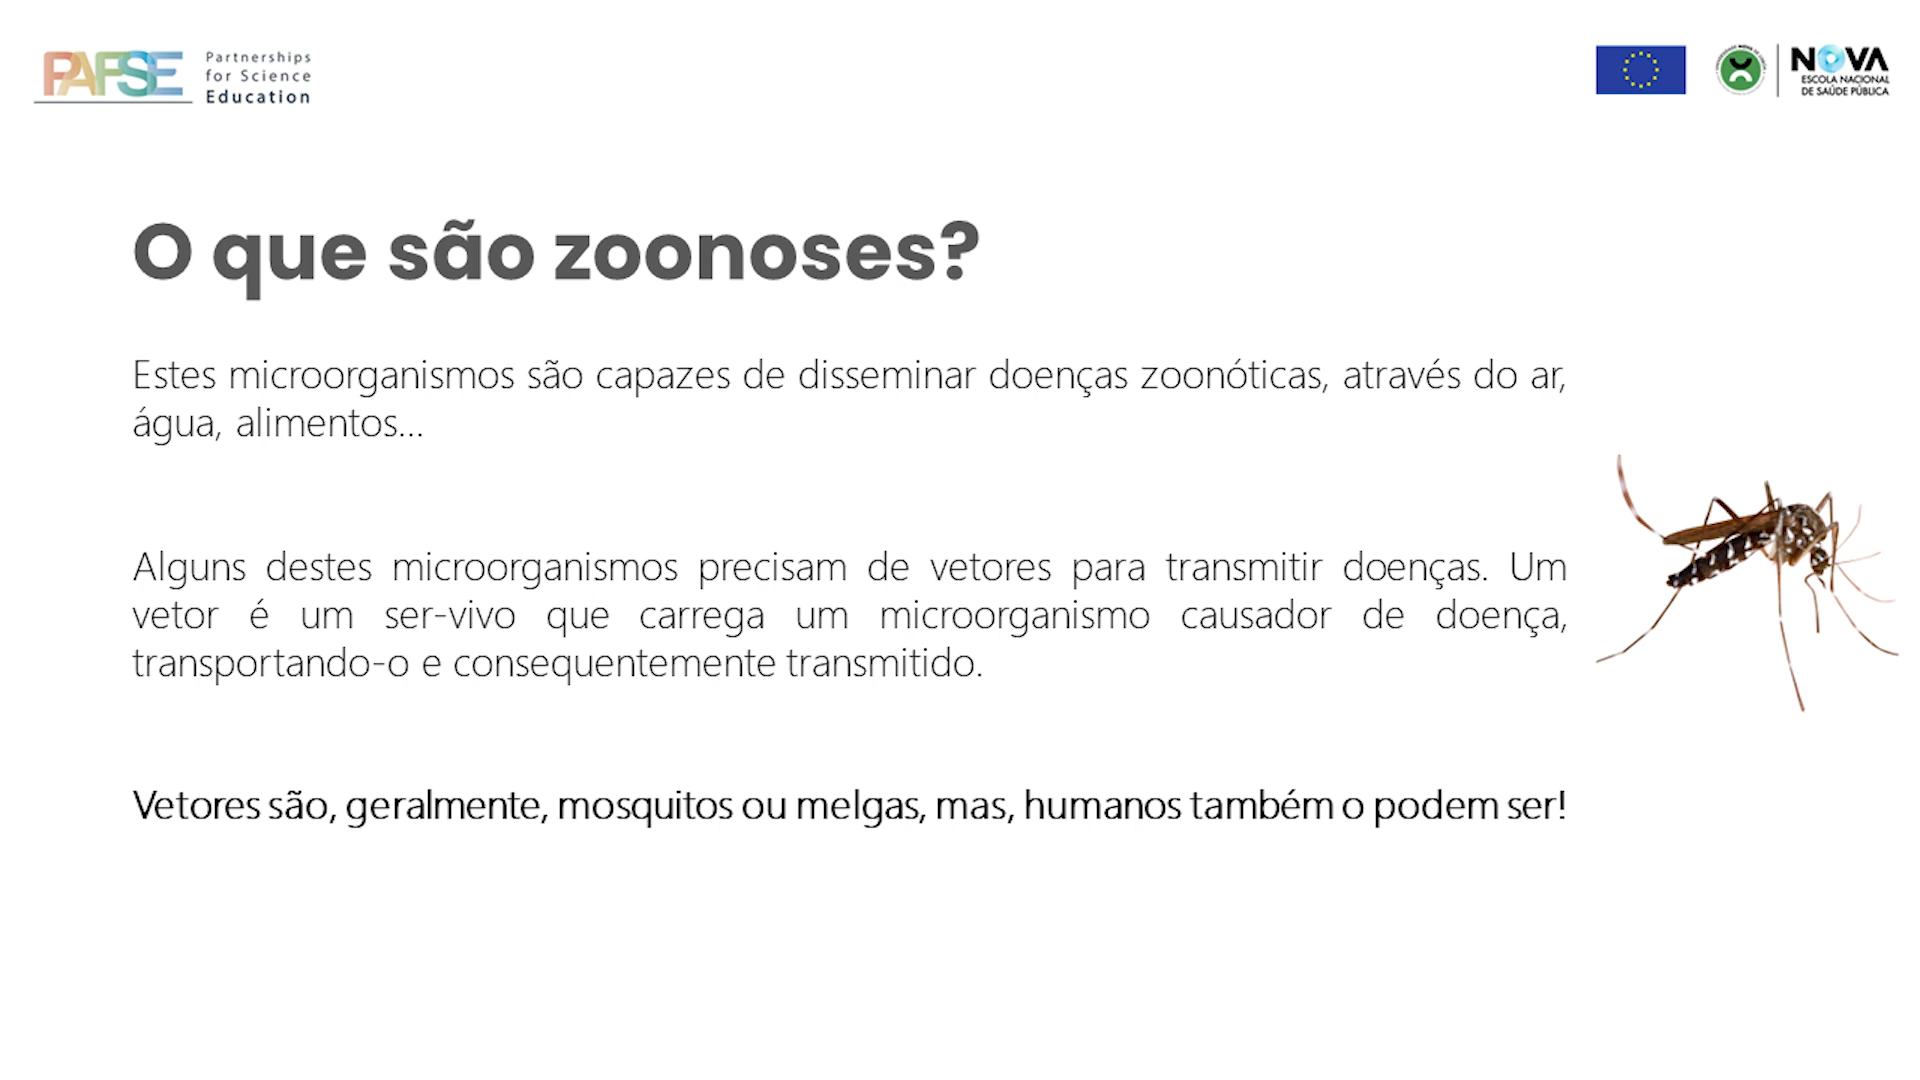 PAFSE
Partnerships
for Science
Education
NOVA
ESCOLA NACIONAL
DE SAÚDE PÚBLICA
O que são zoonoses?
Estes microorganismos são capazes de disseminar doenças zoonóticas, através do ar,
água, alimentos...
Alguns destes microorganismos precisam de vetores para transmitir doenças. Um
vetor é um ser-vivo que carrega um microorganismo causador de doença,
transportando-o e consequentemente transmitido.
Vetores são, geralmente, mosquitos ou melgas, mas, humanos também o podem ser!